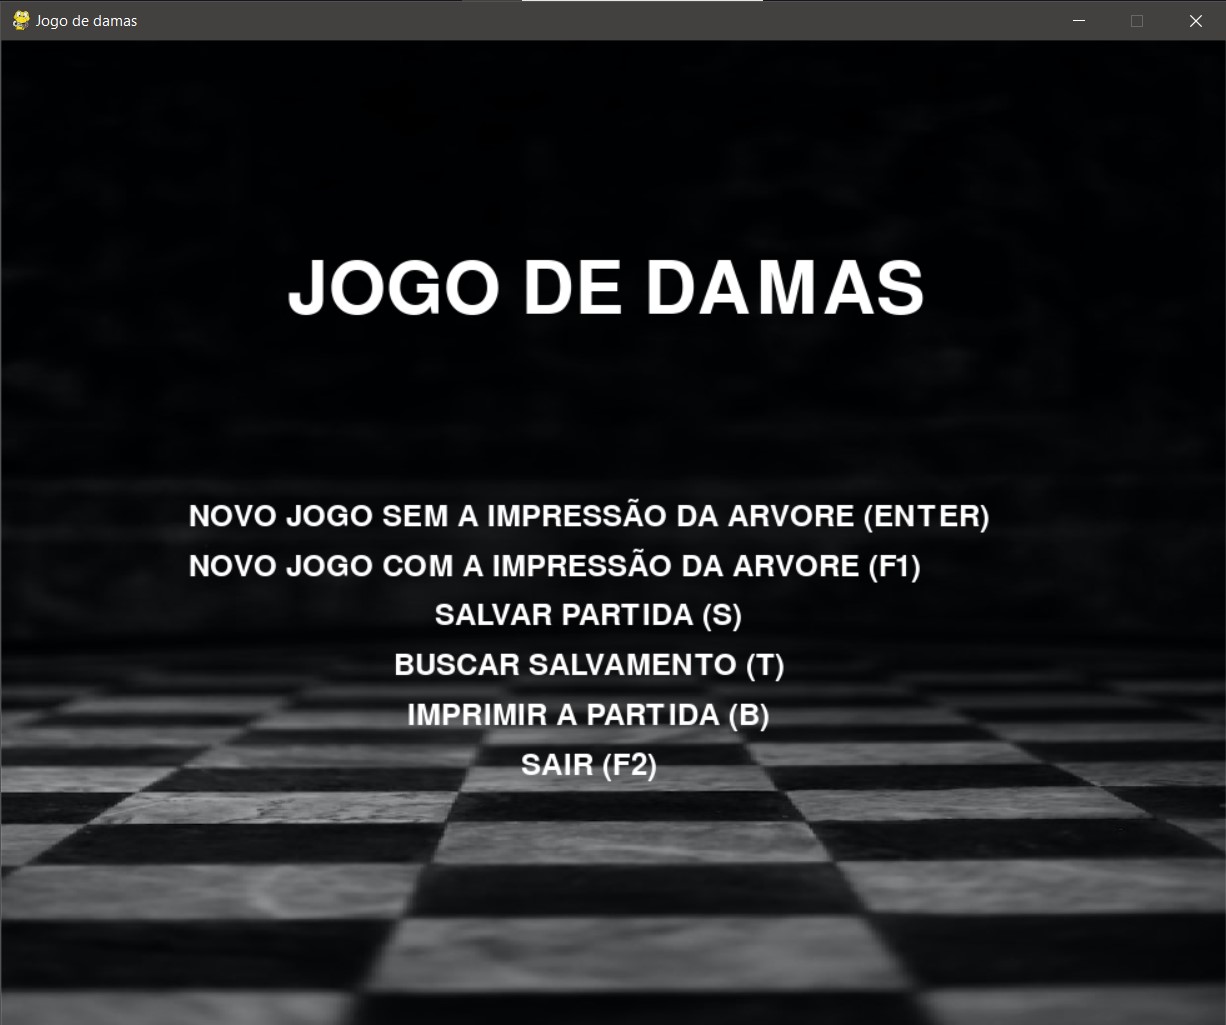 Jogo de damas
JOGO DE DAMAS
NOVO JOGO SEM A IMPRESSÃO DA ARVORE (ENTER)
NOVO JOGO COM A IMPRESSÃO DA ARVORE (F1)
SALVAR PARTIDA (S)
BUSCAR SALVAMENTO (T)
IMPRIMIR A PARTIDA (B)
SAIR (F2)